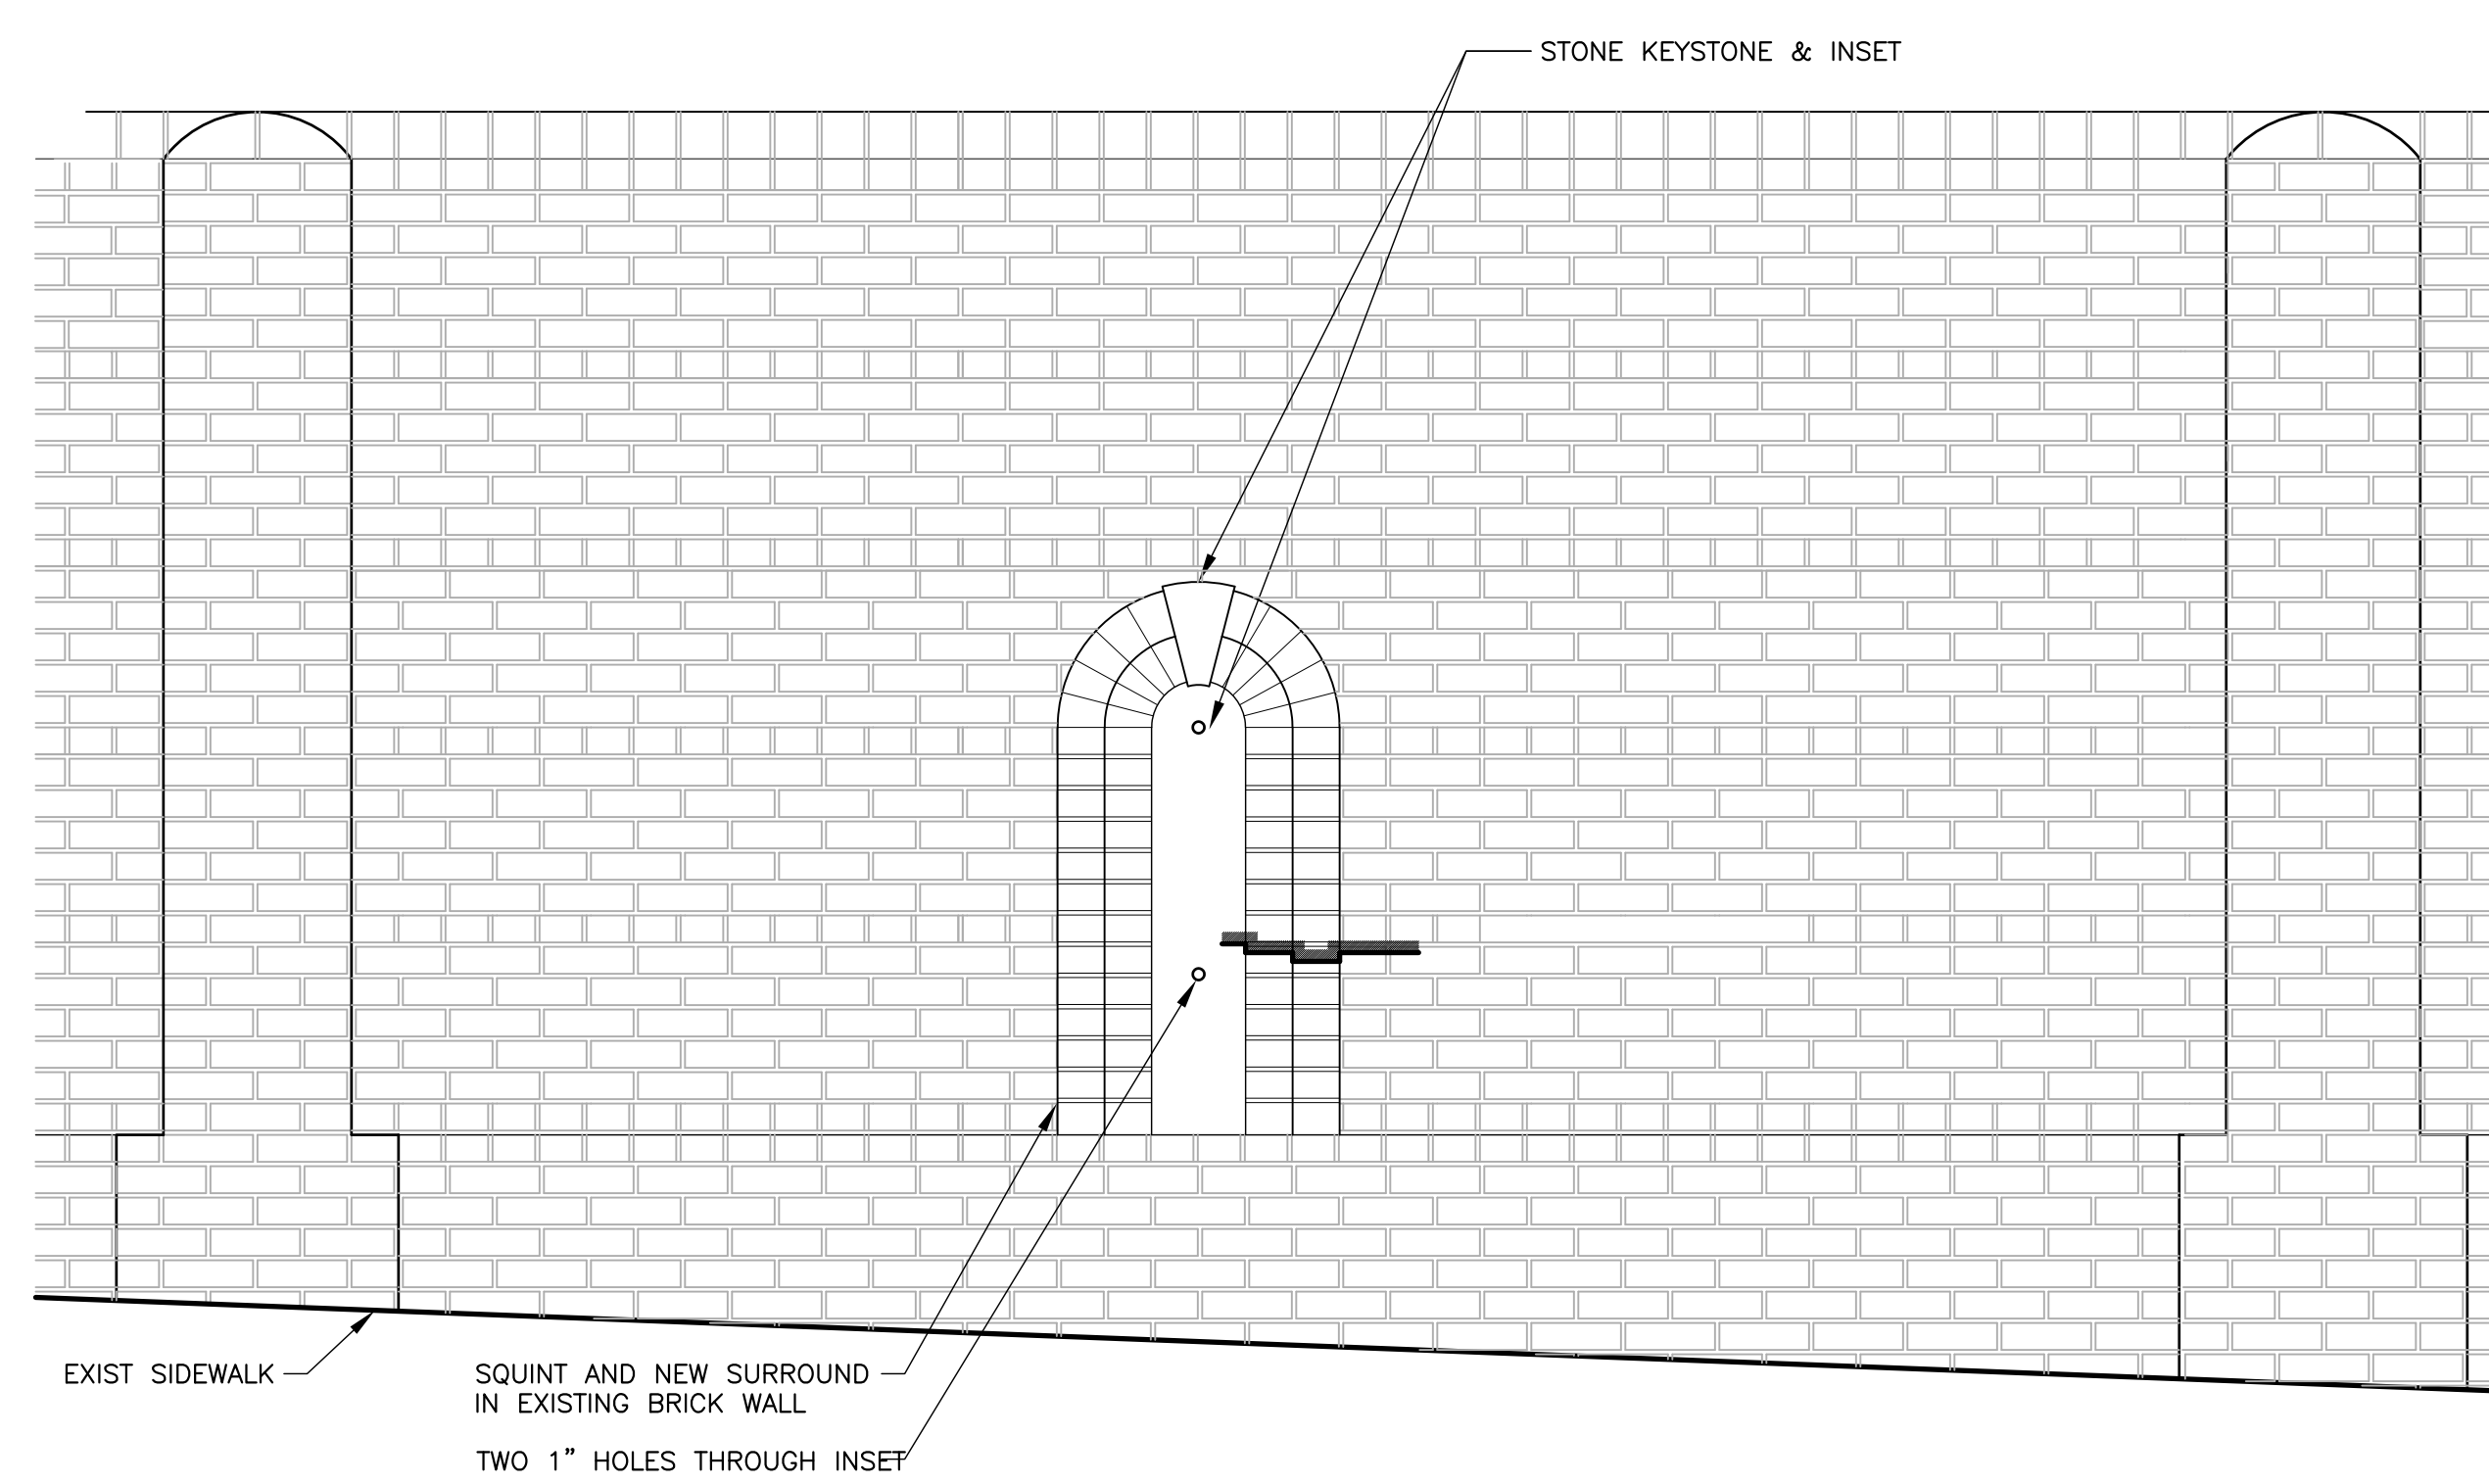 STONE KEYSTONE & INSET
EXIST SIDEWALK
SQUINT AND NEW SURROUND
IN EXISTING BRICK WALL
TWO 1" HOLES THROUGH INSET